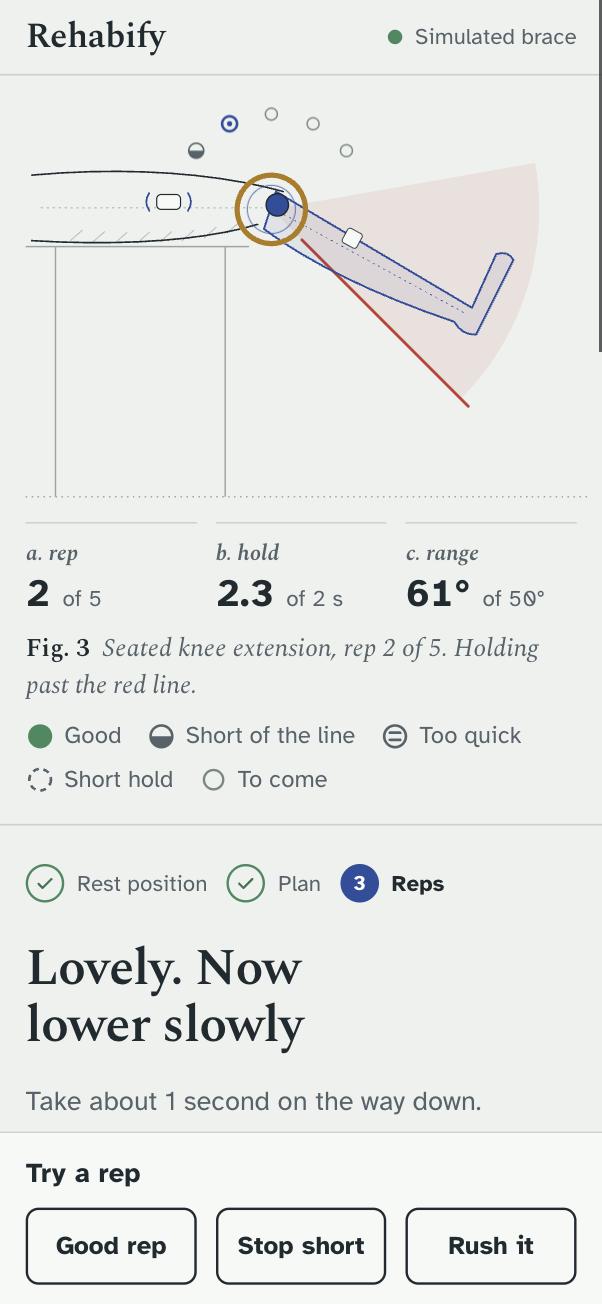 Rehabify
Simulated brace
a. rep
b. hold
c. range
2 of 5
2.3 of 2 s
61° of 50°
Fig. 3 Seated knee extension, rep 2 of 5. Holding
past the red line.
Good
Short of the line
Too quick
Short hold
To come
Rest position
Plan
3 Reps
Lovely. Now
lower slowly
Take about 1 second on the way down.
Try a rep
Good rep
Stop short
Rush it